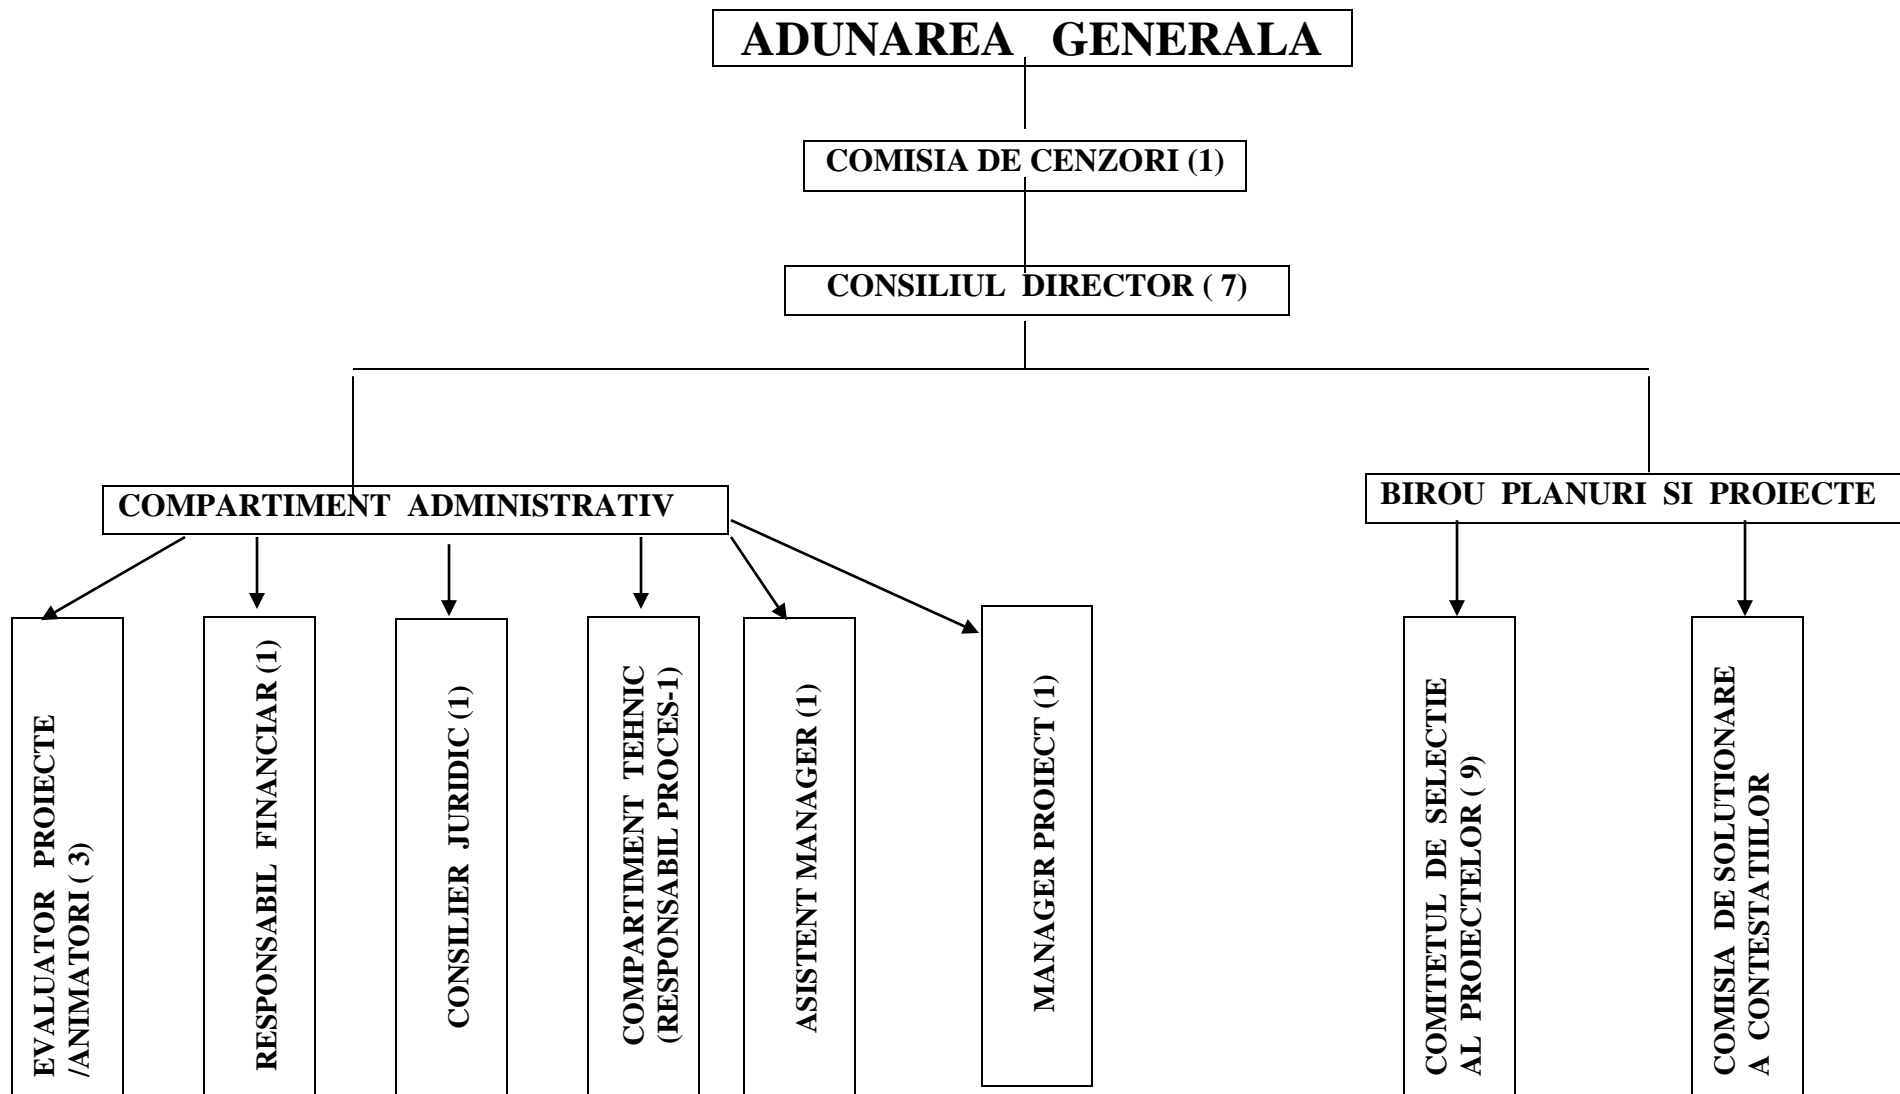 ADUNAREA GENERALA
COMISIA DE CENZORI (1)
CONSILIUL DIRECTOR ( 7)
COMPARTIMENT ADMINISTRATIV
BIROU PLANURI SI PROIECTE
EVALUATOR PROIECTE
/ANIMATORI ( 3)
RESPONSABIL FINANCIAR (1)
CONSILIER JURIDIC (1)
COMPARTIMENT TEHNIC
(RESPONSABIL PROCES-1)
ASISTENT MANAGER (1)
MANAGER PROIECT (1)
COMITETUL DE SELECTIE
AL PROIECTELOR ( 9)
COMISIA DE SOLUTIONARE
A CONTESTATIILOR